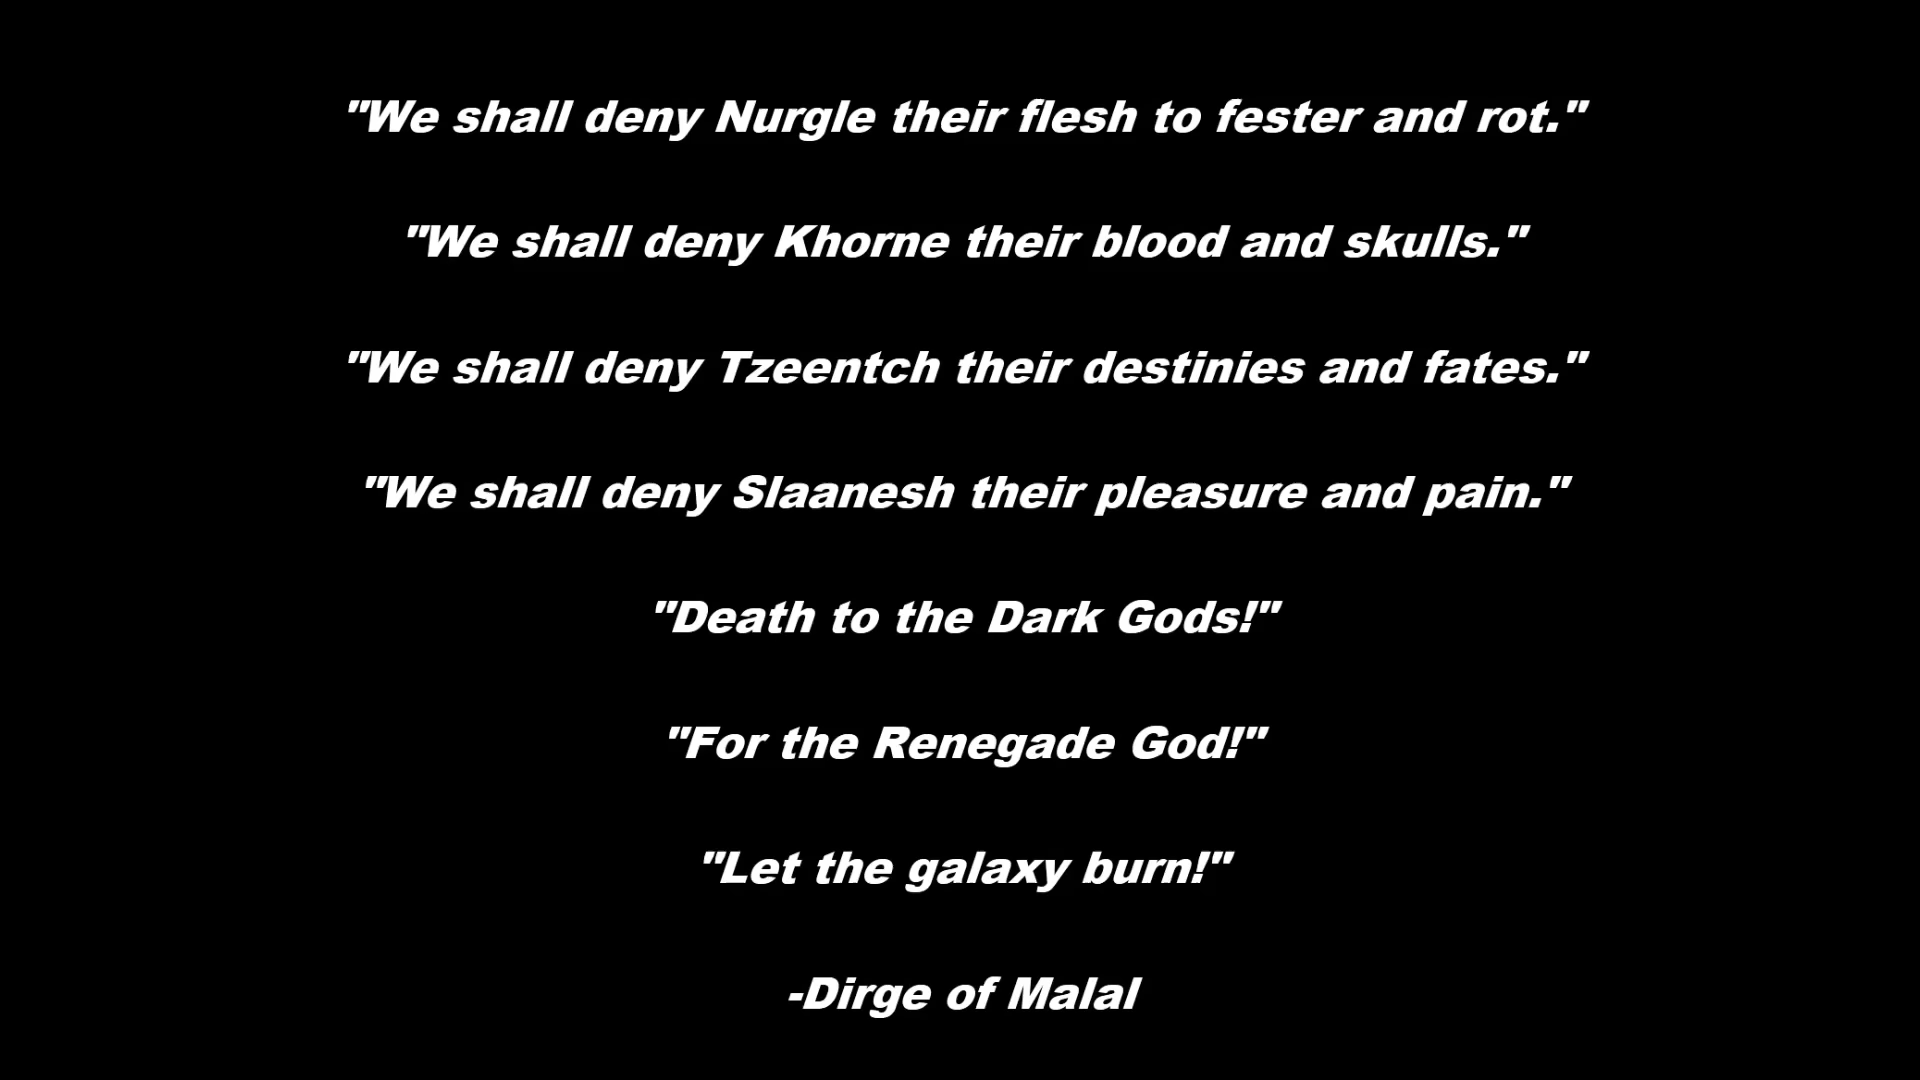 "We shall deny Nurgle their flesh to fester and rot."
"We shall deny Khorne their blood and skulls."
"We shall deny Tzeentch their destinies and fates."
"We shall deny Slaanesh their pleasure and pain."
"Death to the Dark Gods!"
"For the Renegade God!"
"Let the galaxy burn!"
-Dirge of Malal